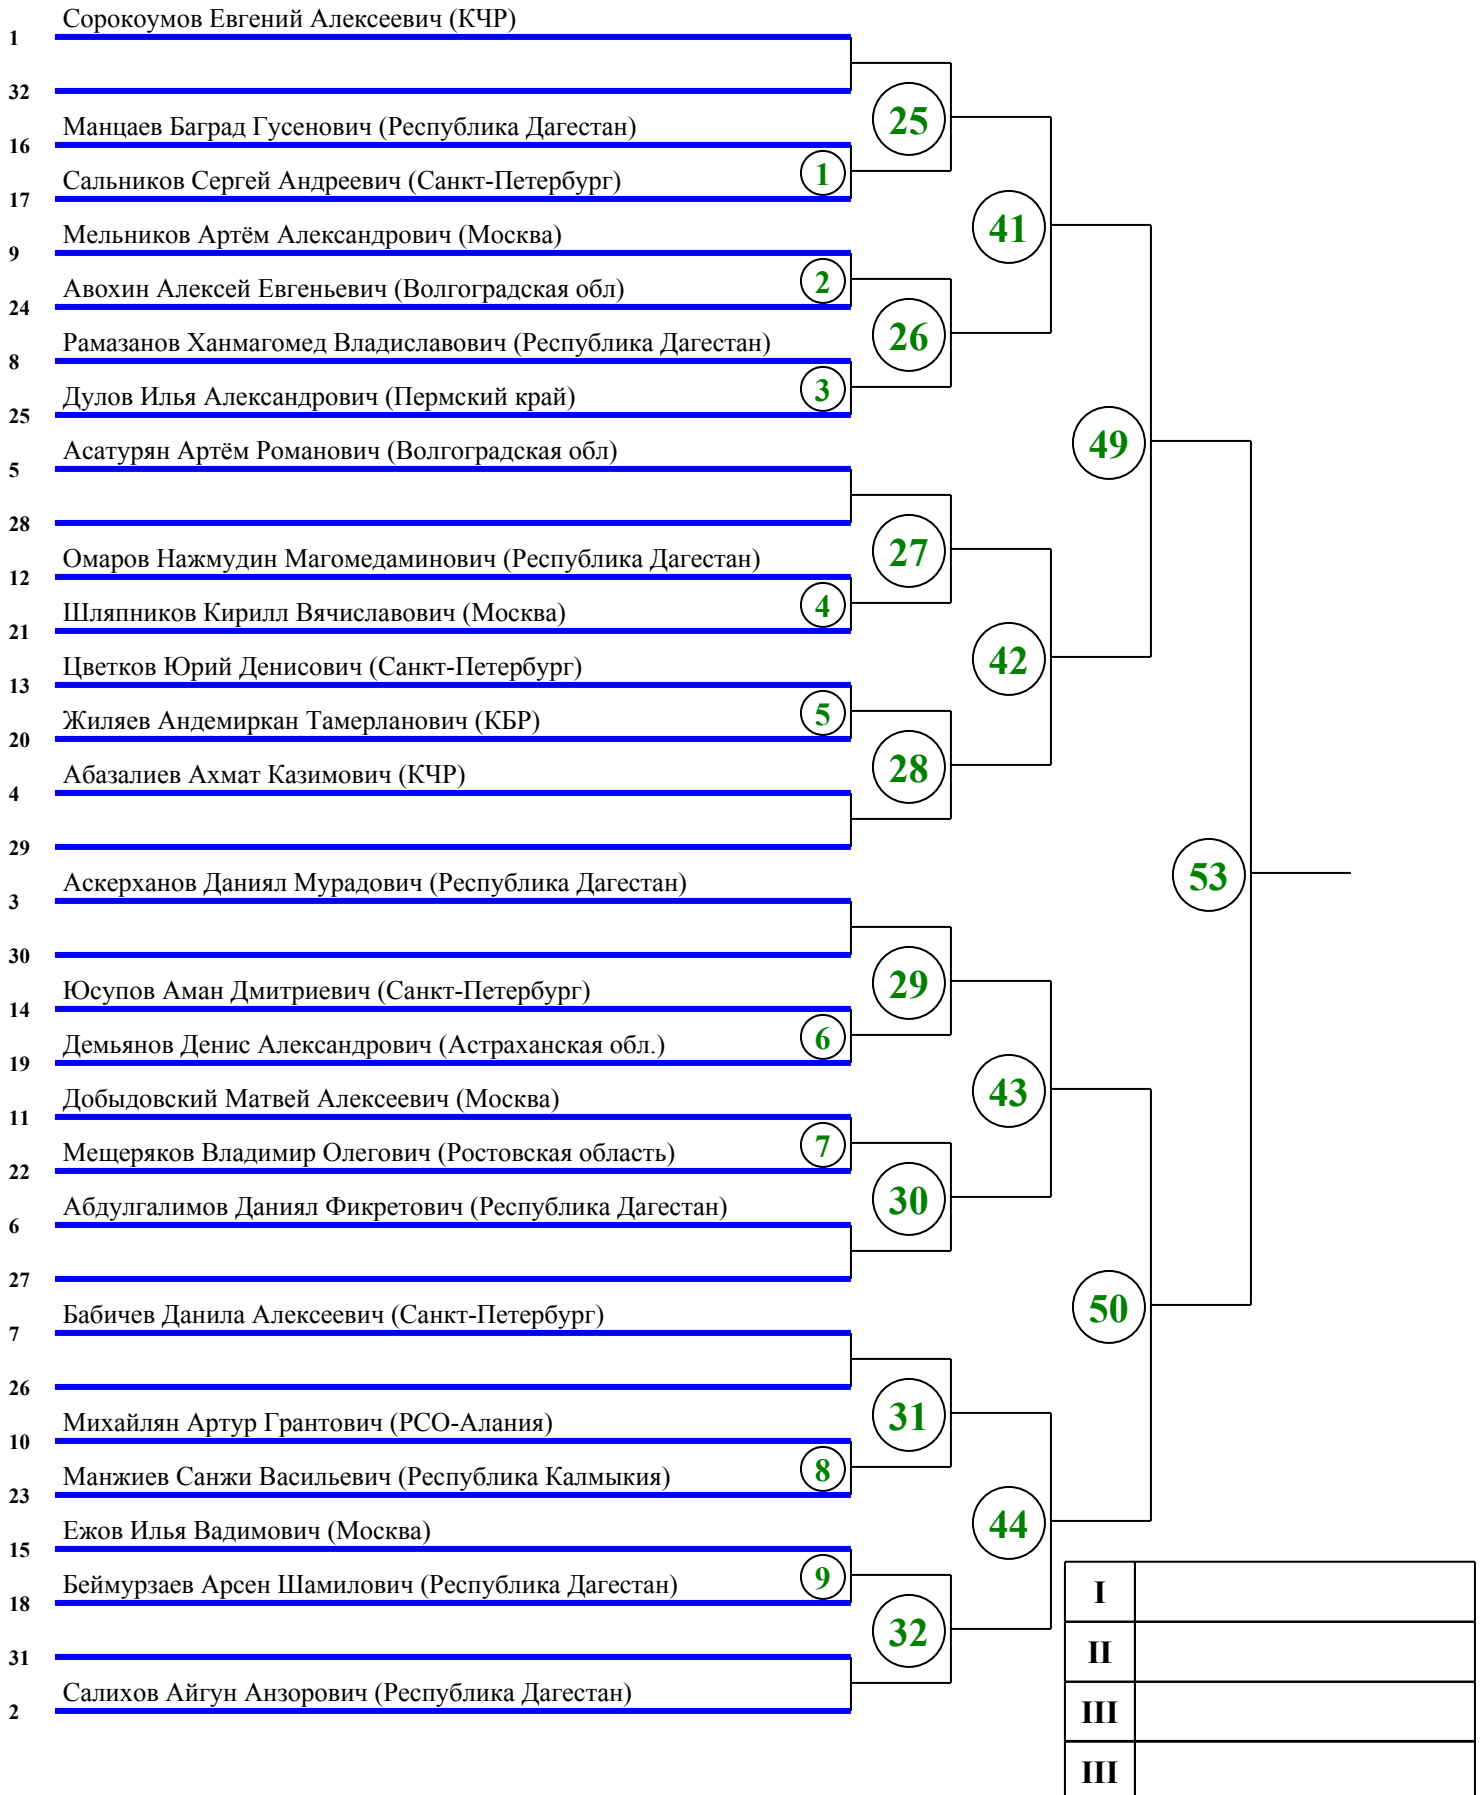 Сорокоумов Евгений Алексеевич (КЧР)
1
32
Манцаев Баград Гусенович (Республика Дагестан)
16
25
Сальников Сергей Андреевич (Санкт-Петербург)
1
17
Мельников Артём Александрович (Москва)
9
41
Авохин Алексей Евгеньевич (Волгоградская обл)
2
24
Рамазанов Ханмагомед Владиславович (Республика Дагестан)
8
26
Дулов Илья Александрович (Пермский край)
3
25
Асатурян Артём Романович (Волгоградская обл)
5
49
28
Омаров Нажмудин Магомедаминович (Республика Дагестан)
12
27
Шляпников Кирилл Вячиславович (Москва)
4
21
Цветков Юрий Денисович (Санкт-Петербург)
13
42
Жиляев Андемиркан Тамерланович (КБР)
5
20
Абазалиев Ахмат Казимович (КЧР)
4
28
29
Аскерханов Даниял Мурадович (Республика Дагестан)
3
53
30
Юсупов Аман Дмитриевич (Санкт-Петербург)
14
29
Демьянов Денис Александрович (Астраханская обл.)
6
19
Добыдовский Матвей Алексеевич (Москва)
11
43
Мещеряков Владимир Олегович (Ростовская область)
7
22
Абдулгалимов Даниял Фикретович (Республика Дагестан)
6
30
27
Бабичев Данила Алексеевич (Санкт-Петербург)
7
50
26
Михайлян Артур Грантович (РСО-Алания)
10
31
Манжиев Санжи Васильевич (Республика Калмыкия)
8
23
Ежов Илья Вадимович (Москва)
15
44
Беймурзаев Арсен Шамилович (Республика Дагестан)
9
18
I
32
31
II
Салихов Айгун Анзорович (Республика Дагестан)
2
III
III